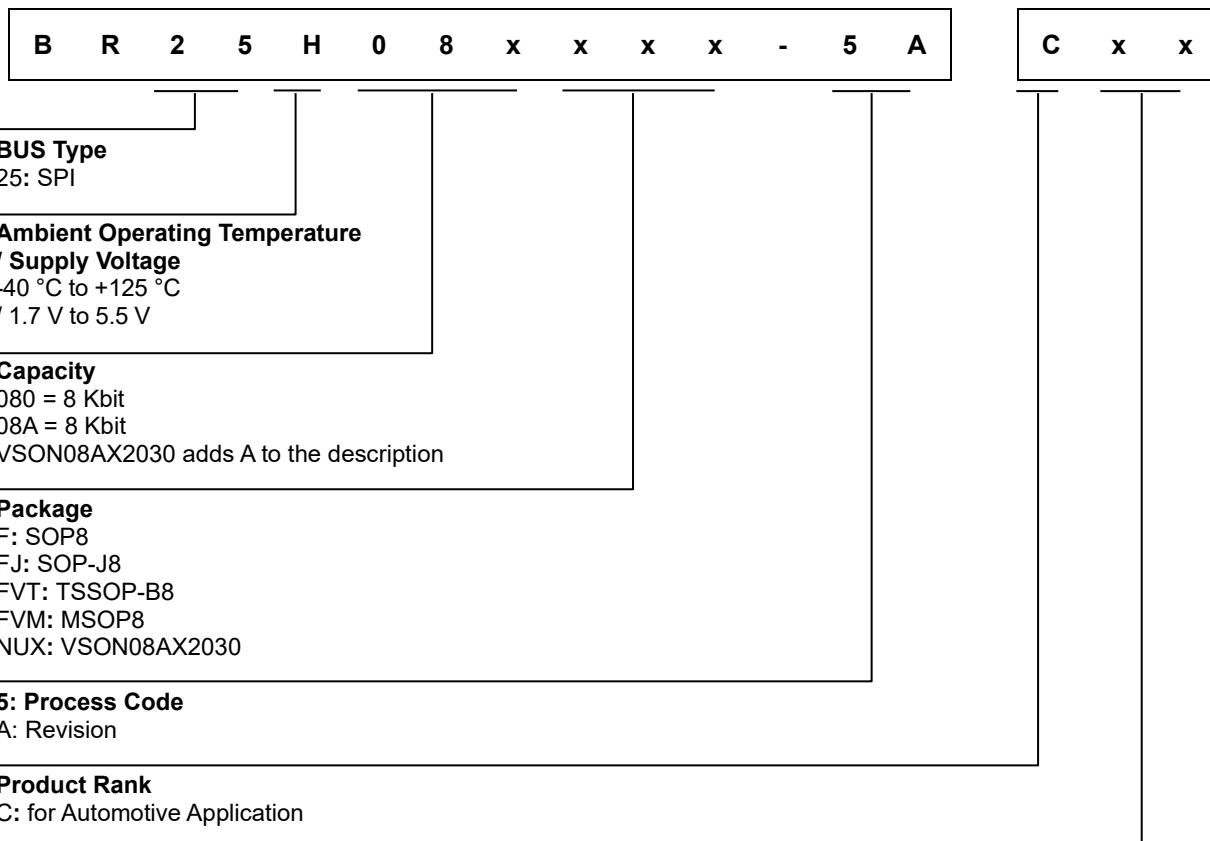 B R 2 5 H 0 8 x x x x - 5 A C x x
BUS Type
25: SPI
Ambient Operating Temperature
/ Supply Voltage
-40 °C to +125 °C
/ 1.7 V to 5.5 V
Capacity
080 = 8 Kbit
08A = 8 Kbit
VSON08AX2030 adds A to the description
Package
F: SOP8
FJ: SOP-J8
FVT: TSSOP-B8
FVM: MSOP8
NUX: VSON08AX2030
5: Process Code
A: Revision
Product Rank
C: for Automotive Application